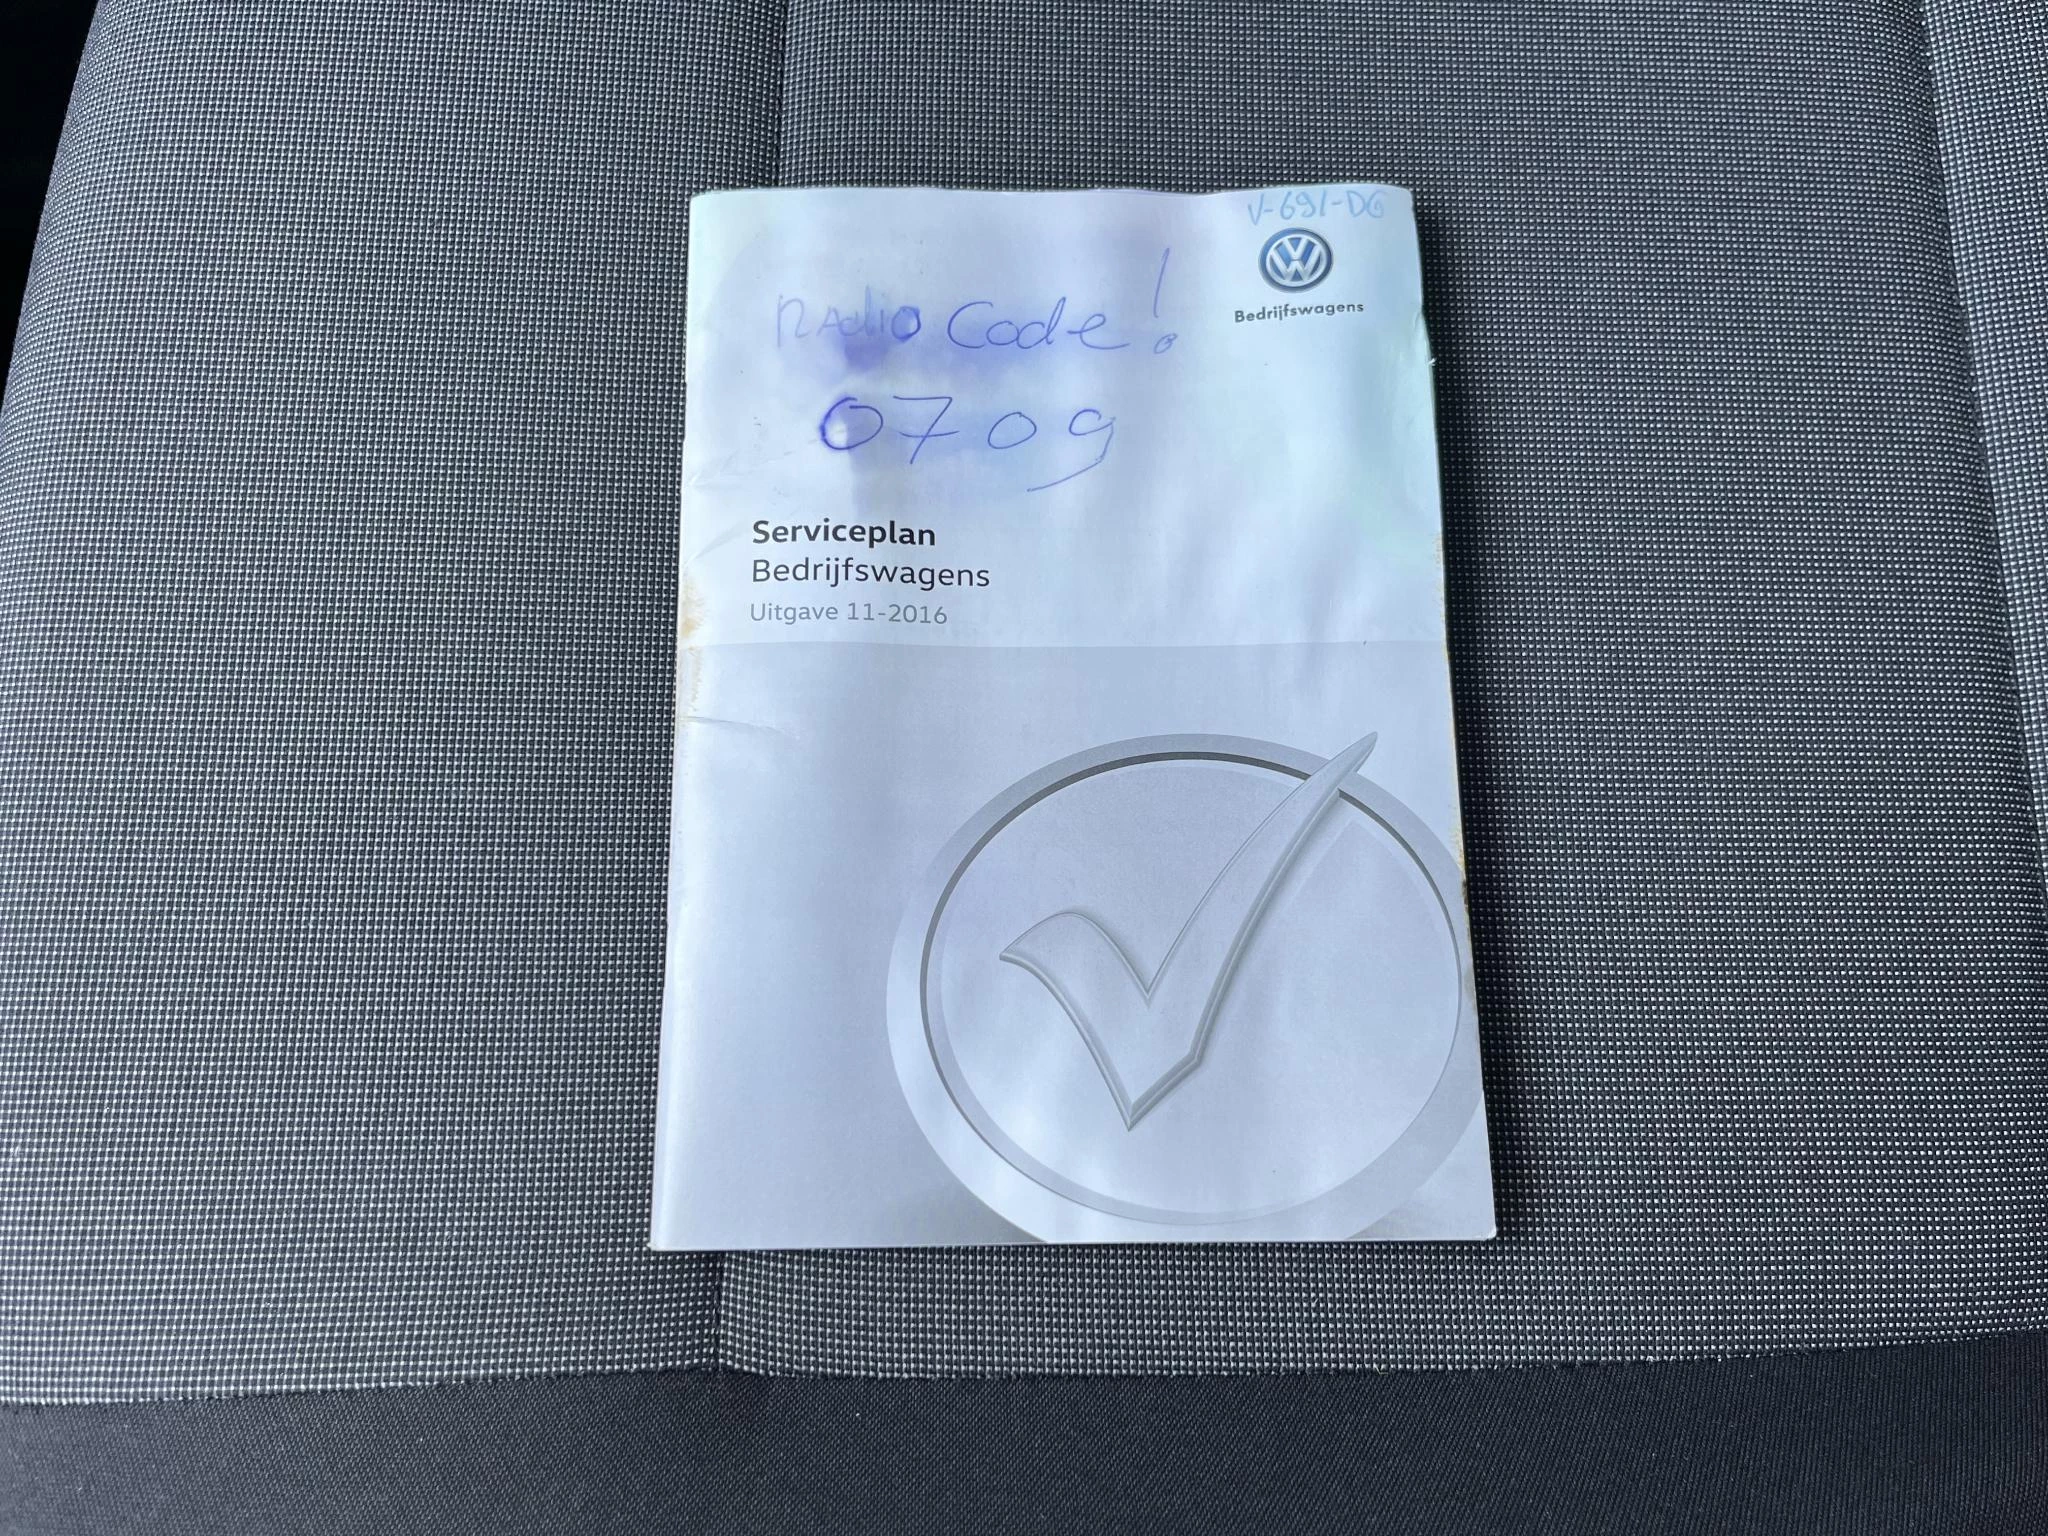 V-691-DG
Bedrijfswagens
Radio Code!
0709
Serviceplan
Bedrijfswagens
Uitgave 11-2016